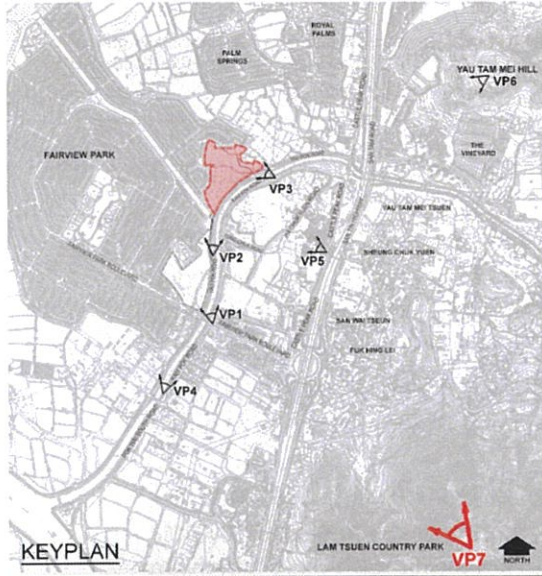 ROYAL
PALMS
PALM
SPRINGS
YAU TAM MEI HILL
VP6
FAIRVIEW PARK
THE
VINEYARD
VP3
YAU TAM MEI TSUEN
VP2
VP5
SHEUNG CHUK YUEN
VP1
SAN WAI TSEUN
FUK HING LEI
VP4
KEYPLAN
LAM TSUEN COUNTRY PARK
VP7
NORTH